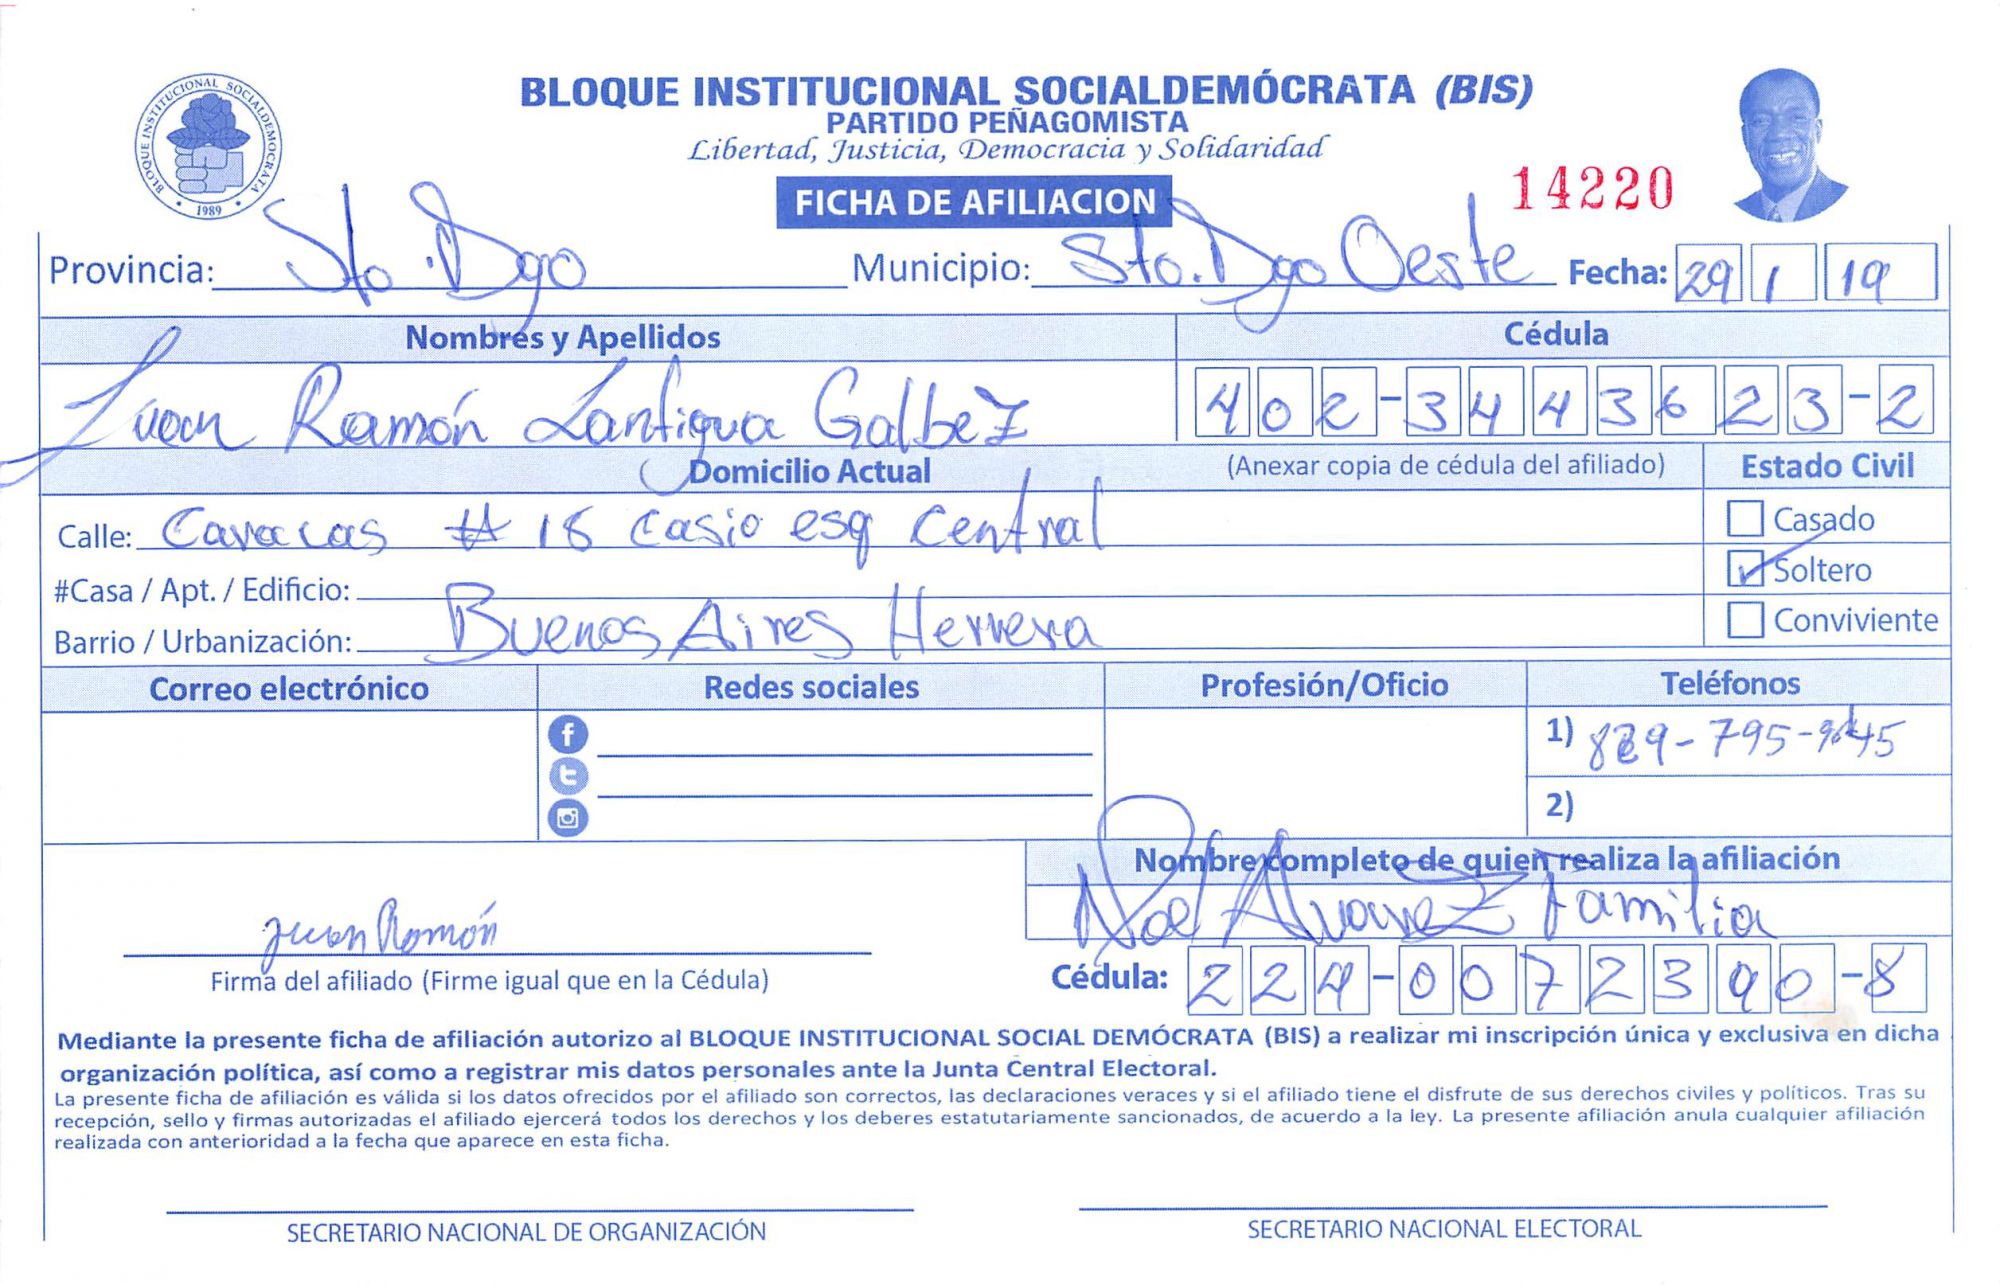 BLOQUE INSTITUCIONAL SOCIALDEMOCRATA
1989
BLOQUE INSTITUCIONAL SOCIALDEMÓCRATA (BIS)
PARTIDO PEÑAGOMISTA
Libertad, Justicia, Democracia y Solidaridad
FICHA DE AFILIACION
14220
Provincia: Sto. Dgo Municipio: Sto. Dgo Oeste Fecha: 29 1 19
Nombres y Apellidos Cédula
Juan Ramón Lantigua Galbez 402-3443623-2
Domicilio Actual (Anexar copia de cédula del afiliado) Estado Civil
Calle: Caracas # 18 casi esq Central Casado
#Casa / Apt. / Edificio: Soltero
Barrio / Urbanización: Buenos Aires Herrera Conviviente
Correo electrónico Redes sociales Profesión/Oficio Teléfonos
1) 829-795-9645
2)
Nombre completo de quien realiza la afiliación
Juan Ramón Noel Alvarez Familia
Firma del afiliado (Firme igual que en la Cédula) Cédula: 224-0072390-8
Mediante la presente ficha de afiliación autorizo al BLOQUE INSTITUCIONAL SOCIAL DEMÓCRATA (BIS) a realizar mi inscripción única y exclusiva en dicha
organización política, así como a registrar mis datos personales ante la Junta Central Electoral.
La presente ficha de afiliación es válida si los datos ofrecidos por el afiliado son correctos, las declaraciones veraces y si el afiliado tiene el disfrute de sus derechos civiles y políticos. Tras su
recepción, sello y firmas autorizadas el afiliado ejercerá todos los derechos y los deberes estatutariamente sancionados, de acuerdo a la ley. La presente afiliación anula cualquier afiliación
realizada con anterioridad a la fecha que aparece en esta ficha.
SECRETARIO NACIONAL DE ORGANIZACIÓN SECRETARIO NACIONAL ELECTORAL